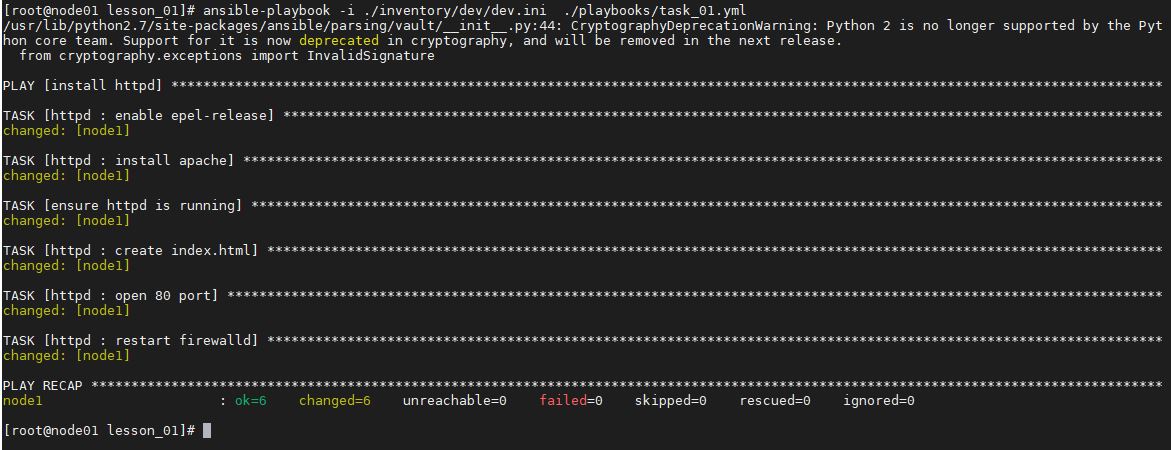 [root@node01 lesson_01]# ansible-playbook -i ./inventory/dev/dev.ini  ./playbooks/task_01.yml
/usr/lib/python2.7/site-packages/ansible/parsing/vault/__init__.py:44: CryptographyDeprecationWarning: Python 2 is no longer supported by the Pyt
hon core team. Support for it is now deprecated in cryptography, and will be removed in the next release.
  from cryptography.exceptions import InvalidSignature
PLAY [install httpd] ****************************************************************************************************************************
TASK [httpd : enable epel-release] **************************************************************************************************************
changed: [node1]
TASK [httpd : install apache] *******************************************************************************************************************
changed: [node1]
TASK [ensure httpd is running] ******************************************************************************************************************
changed: [node1]
TASK [httpd : create index.html] ****************************************************************************************************************
changed: [node1]
TASK [httpd : open 80 port] *********************************************************************************************************************
changed: [node1]
TASK [httpd : restart firewalld] ****************************************************************************************************************
changed: [node1]
PLAY RECAP **************************************************************************************************************************************
node1                      : ok=6    changed=6    unreachable=0    failed=0    skipped=0    rescued=0    ignored=0
[root@node01 lesson_01]#